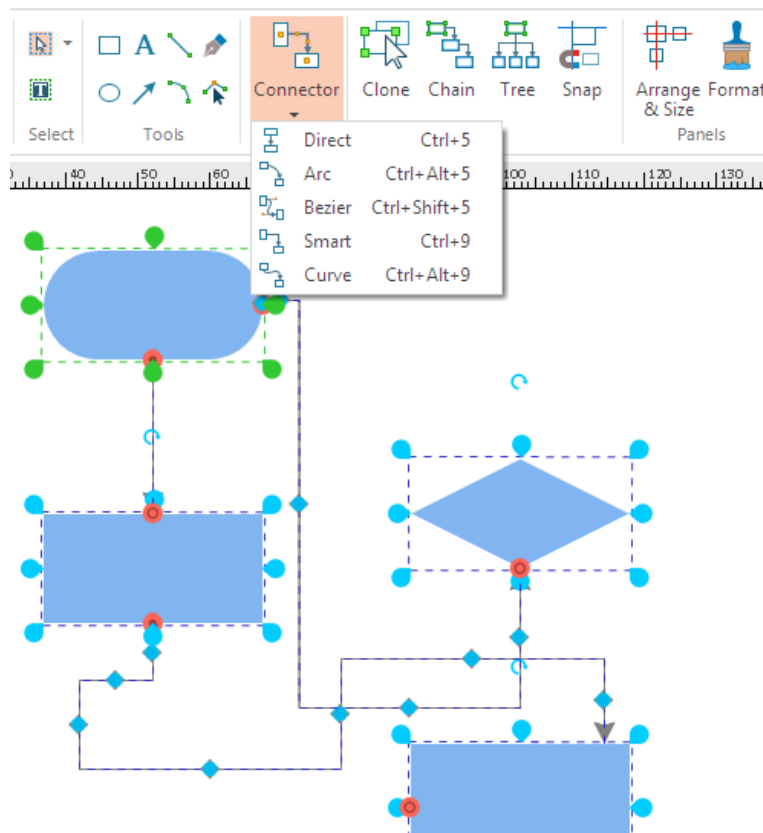 A
T
Connector
Clone
Chain
Tree
Snap
Arrange
& Size
Format
Select
Tools
Panels
Direct Ctrl+5
Arc Ctrl+Alt+5
Bezier Ctrl+Shift+5
Smart Ctrl+9
Curve Ctrl+Alt+9
40 50 60 100 110 120 130